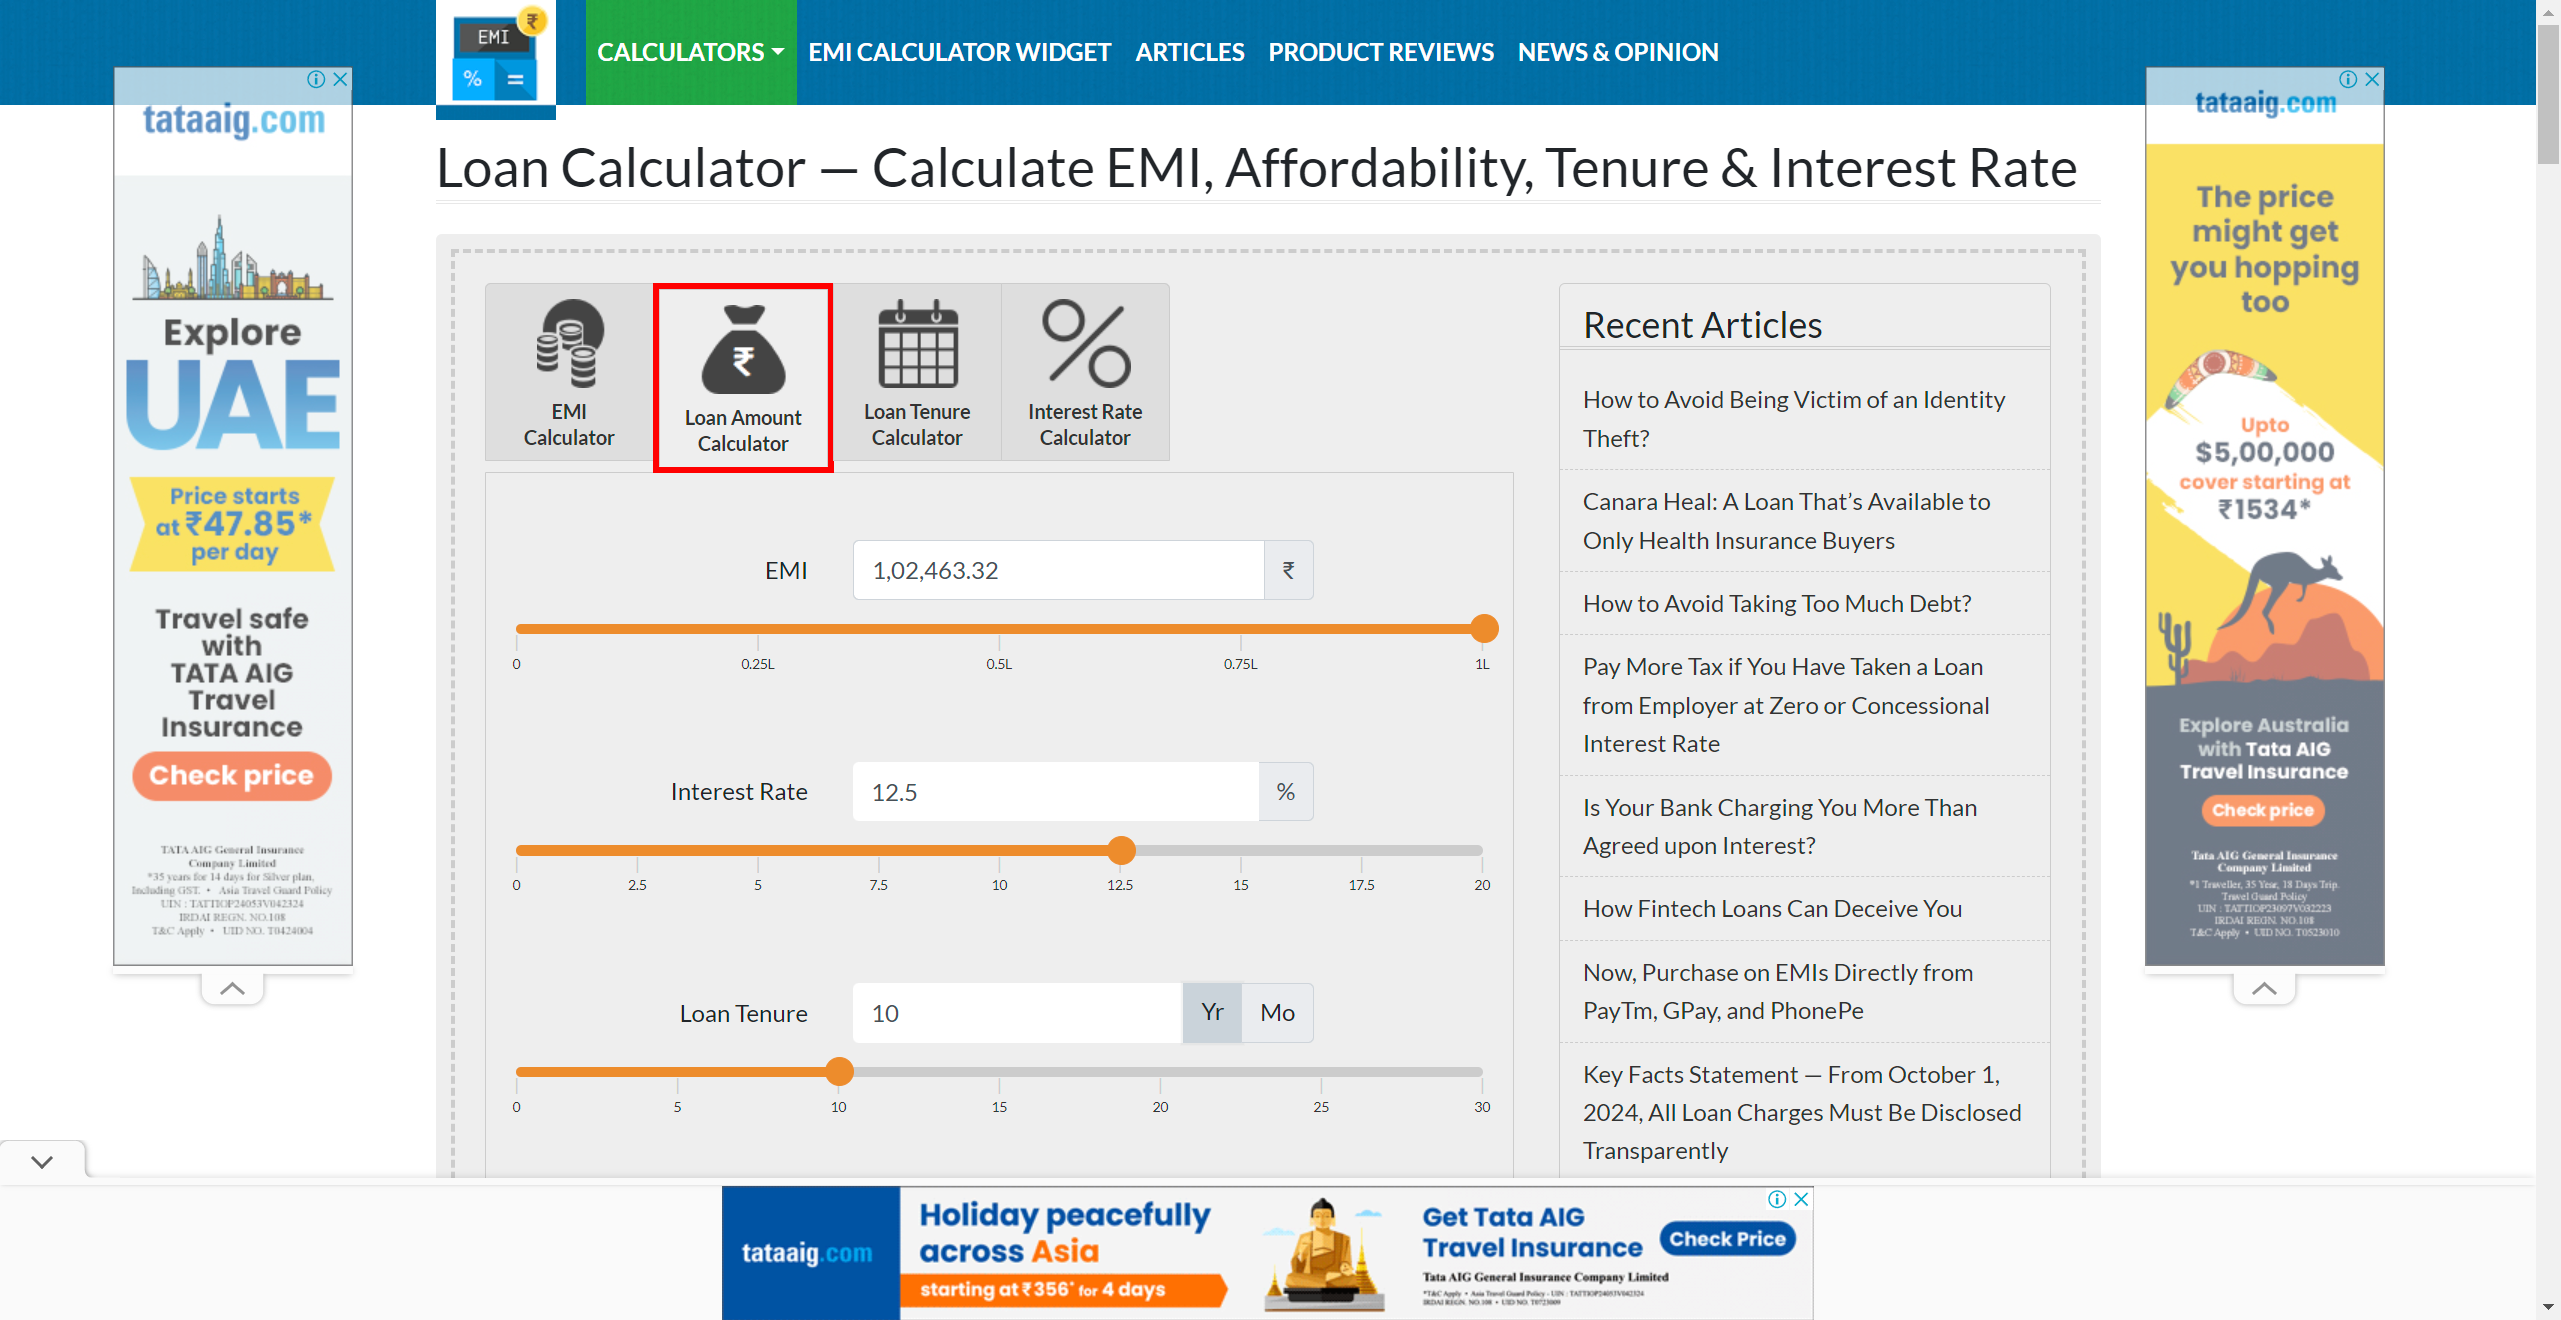 EMI
₹
%
=
CALCULATORS
EMI CALCULATOR WIDGET
ARTICLES
PRODUCT REVIEWS
NEWS & OPINION
Loan Calculator — Calculate EMI, Affordability, Tenure & Interest Rate
tataaig.com
Explore
UAE
Price starts
at ₹47.85*
per day
Travel safe
with
TATA AIG
Travel
Insurance
Check price
TATA AIG General Insurance
Company Limited
*35 years for 14 days for Silver plan,
Including GST. • Asia Travel Guard Policy
UIN : TATTIOP24053V042324
IRDAI REGN. NO.108
T&C Apply • UID NO. T0424004
EMI
Calculator
₹
Loan Amount
Calculator
Loan Tenure
Calculator
Interest Rate
Calculator
EMI
1,02,463.32
₹
0 0.25L 0.5L 0.75L 1L
Interest Rate
12.5
%
0 2.5 5 7.5 10 12.5 15 17.5 20
Loan Tenure
10
Yr
Mo
0 5 10 15 20 25 30
Recent Articles
How to Avoid Being Victim of an Identity
Theft?
Canara Heal: A Loan That’s Available to
Only Health Insurance Buyers
How to Avoid Taking Too Much Debt?
Pay More Tax if You Have Taken a Loan
from Employer at Zero or Concessional
Interest Rate
Is Your Bank Charging You More Than
Agreed upon Interest?
How Fintech Loans Can Deceive You
Now, Purchase on EMIs Directly from
PayTm, GPay, and PhonePe
Key Facts Statement — From October 1,
2024, All Loan Charges Must Be Disclosed
Transparently
tataaig.com
The price
might get
you hopping
too
Upto
$5,00,000
cover starting at
₹1534*
Explore Australia
with Tata AIG
Travel Insurance
Check price
Tata AIG General Insurance
Company Limited
*1 Traveller, 35 Year, 18 Days Trip.
Travel Guard Policy
UIN : TATTIOP23097V032223
IRDAI REGN. NO.108
T&C Apply • UID NO. T0523010
tataaig.com
Holiday peacefully
across Asia
starting at ₹356* for 4 days
Get Tata AIG
Travel Insurance
Check Price
Tata AIG General Insurance Company Limited
*T&C Apply • Asia Travel Guard Policy - UIN : TATTIOP24053V042324
IRDAI REGN. NO.108 • UID NO. T0723009